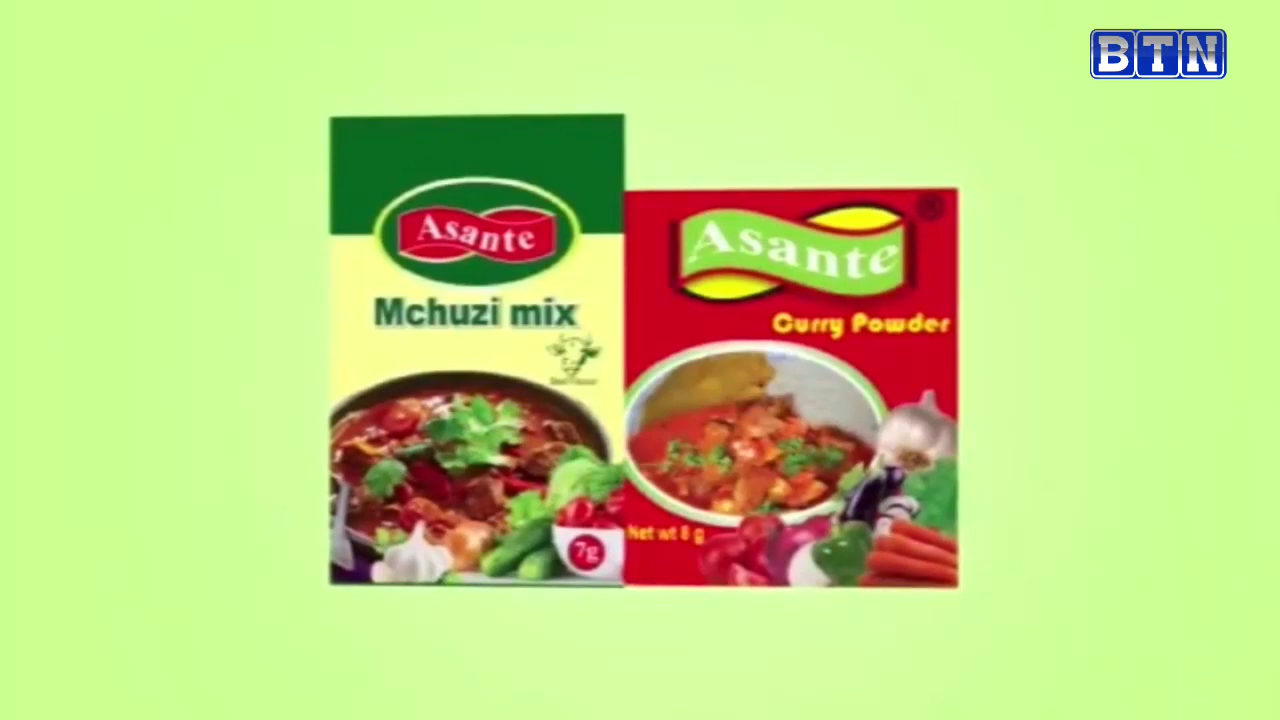 BTN
Asante
Mchuzi mix
7g
Asante
®
Curry Powder
Net wt 8 g